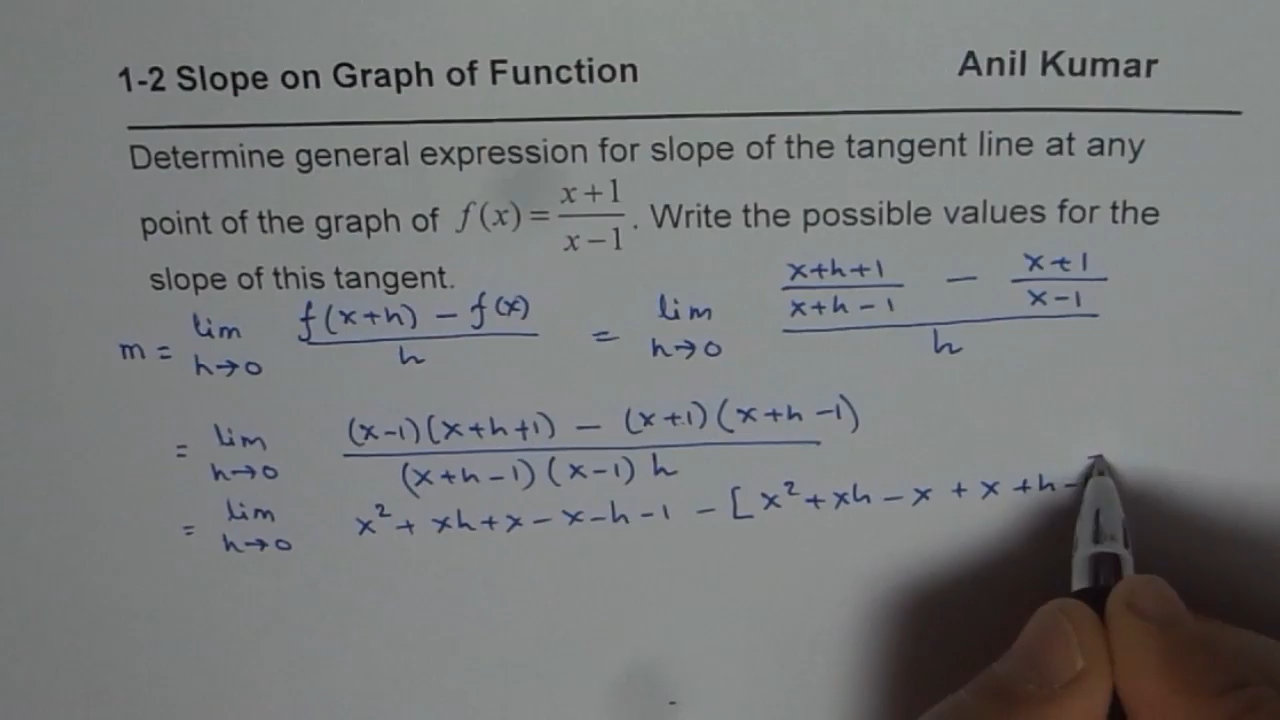 1-2 Slope on Graph of Function Anil Kumar
Determine general expression for slope of the tangent line at any
point of the graph of f(x) = (x+1)/(x−1). Write the possible values for the
slope of this tangent.
m = lim h→0 (f(x+h) − f(x))/h = lim h→0 ((x+h+1)/(x+h−1) − (x+1)/(x−1))/h
= lim h→0 ((x−1)(x+h+1) − (x+1)(x+h−1))/((x+h−1)(x−1)h)
= lim h→0 x² + xh + x − x − h − 1 − [x² + xh − x + x + h −